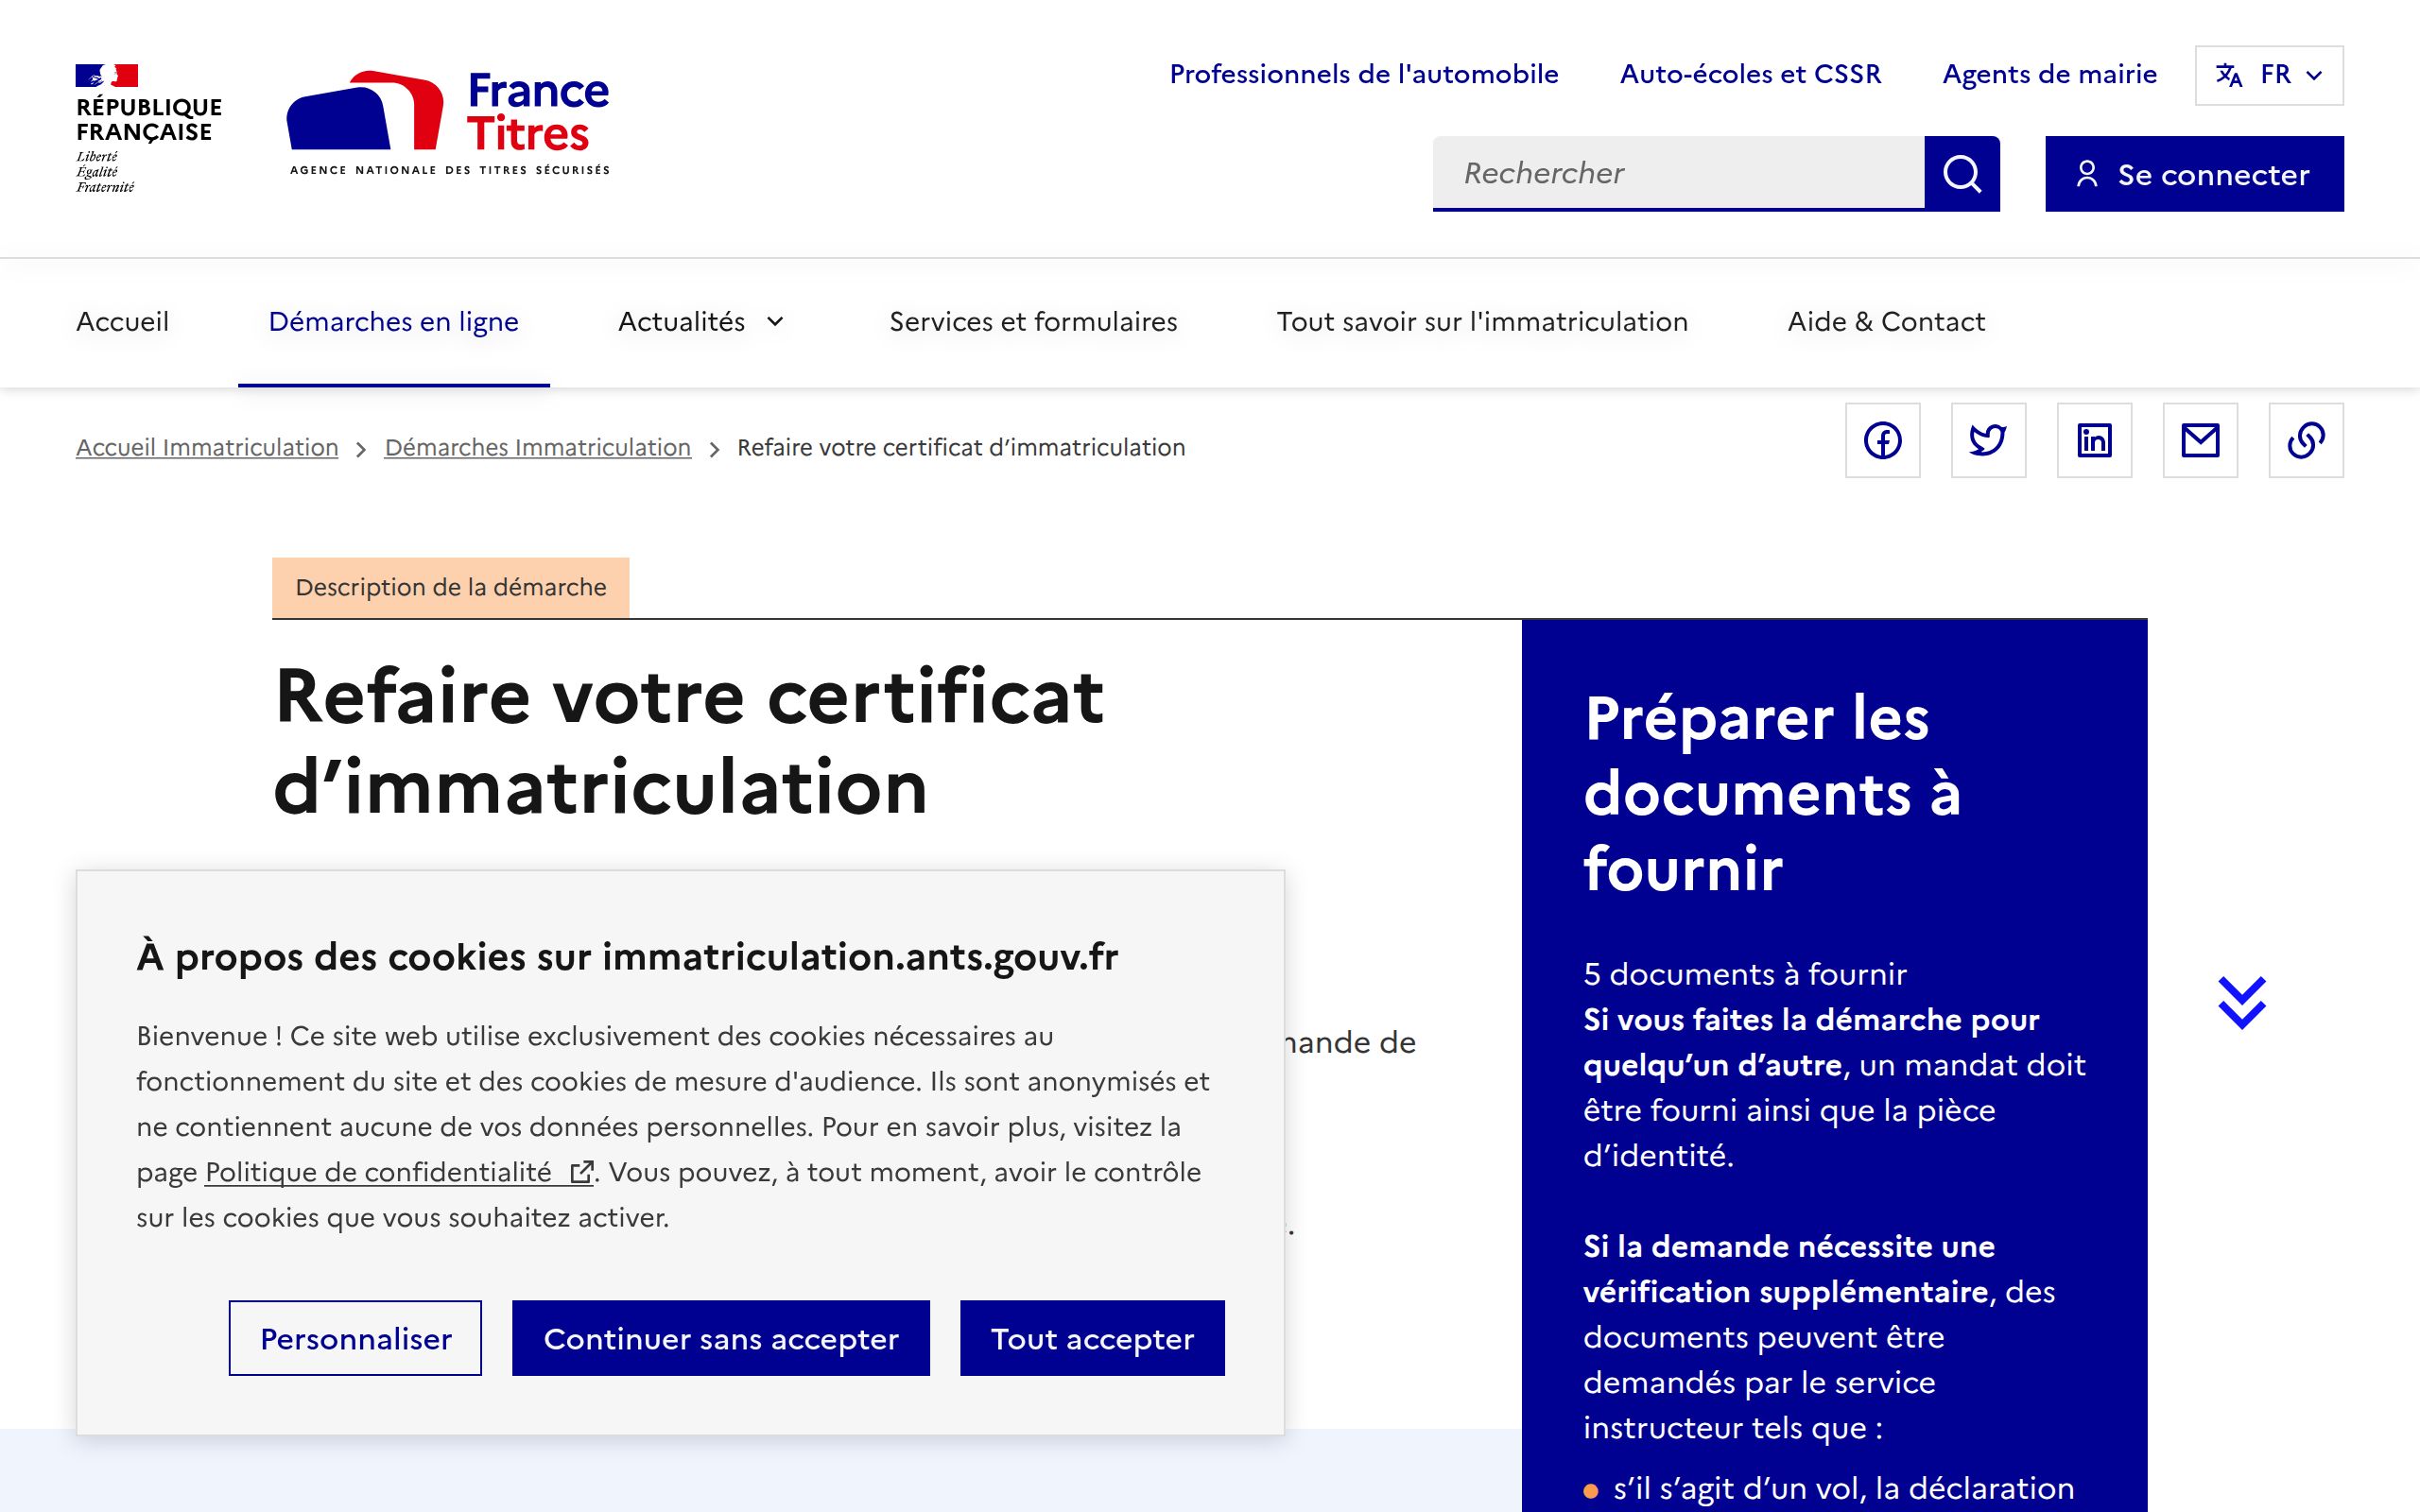 RÉPUBLIQUE
FRANÇAISE
Liberté
Égalité
Fraternité
France
Titres
AGENCE NATIONALE DES TITRES SÉCURISÉS
Professionnels de l'automobile
Auto-écoles et CSSR
Agents de mairie
FR
Rechercher
Se connecter
Accueil
Démarches en ligne
Actualités
Services et formulaires
Tout savoir sur l'immatriculation
Aide & Contact
Accueil Immatriculation
Démarches Immatriculation
Refaire votre certificat d’immatriculation
Description de la démarche
Refaire votre certificat
d’immatriculation
À propos des cookies sur immatriculation.ants.gouv.fr
Bienvenue ! Ce site web utilise exclusivement des cookies nécessaires au
fonctionnement du site et des cookies de mesure d'audience. Ils sont anonymisés et
ne contiennent aucune de vos données personnelles. Pour en savoir plus, visitez la
page Politique de confidentialité . Vous pouvez, à tout moment, avoir le contrôle
sur les cookies que vous souhaitez activer.
Personnaliser
Continuer sans accepter
Tout accepter
de
Préparer les
documents à
fournir
5 documents à fournir
Si vous faites la démarche pour
quelqu’un d’autre, un mandat doit
être fourni ainsi que la pièce
d’identité.
Si la demande nécessite une
vérification supplémentaire, des
documents peuvent être
demandés par le service
instructeur tels que :
s’il s’agit d’un vol, la déclaration